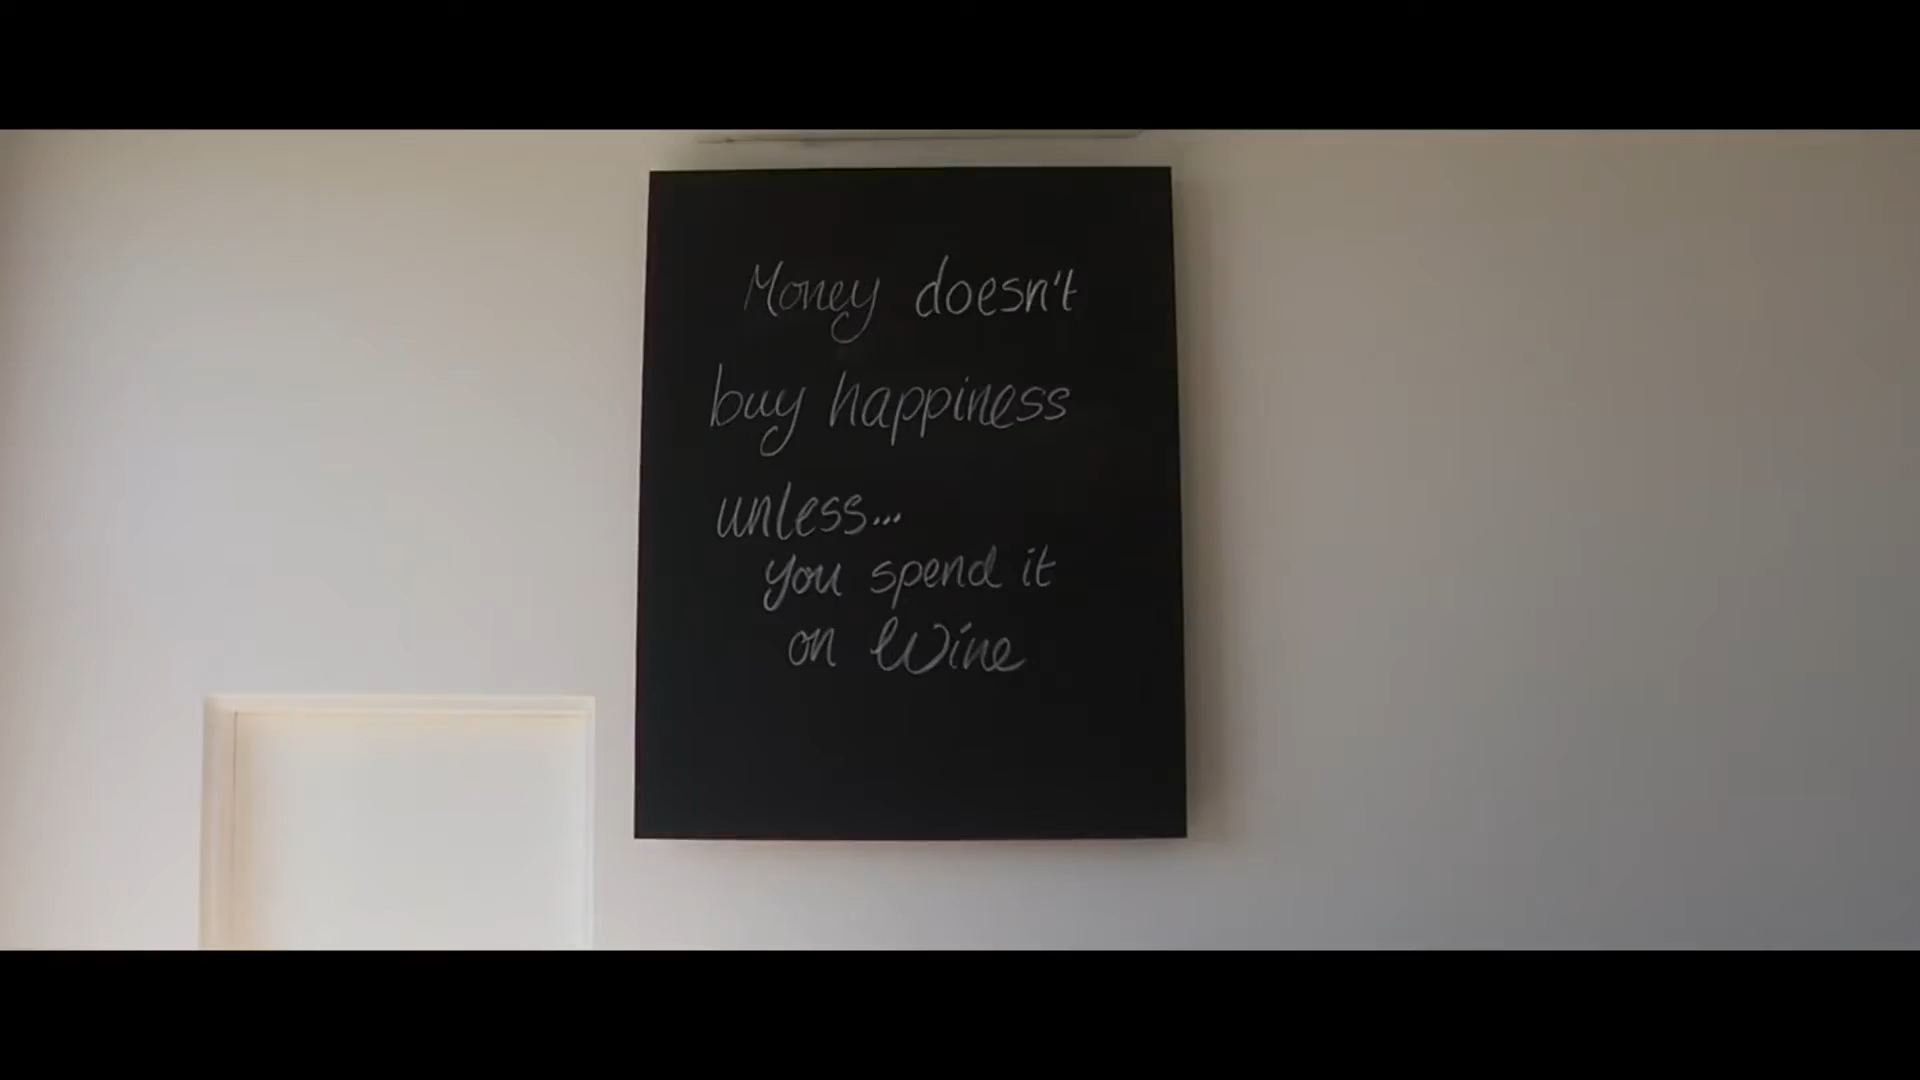 Money doesn't
buy happiness
unless...
you spend it
on Wine